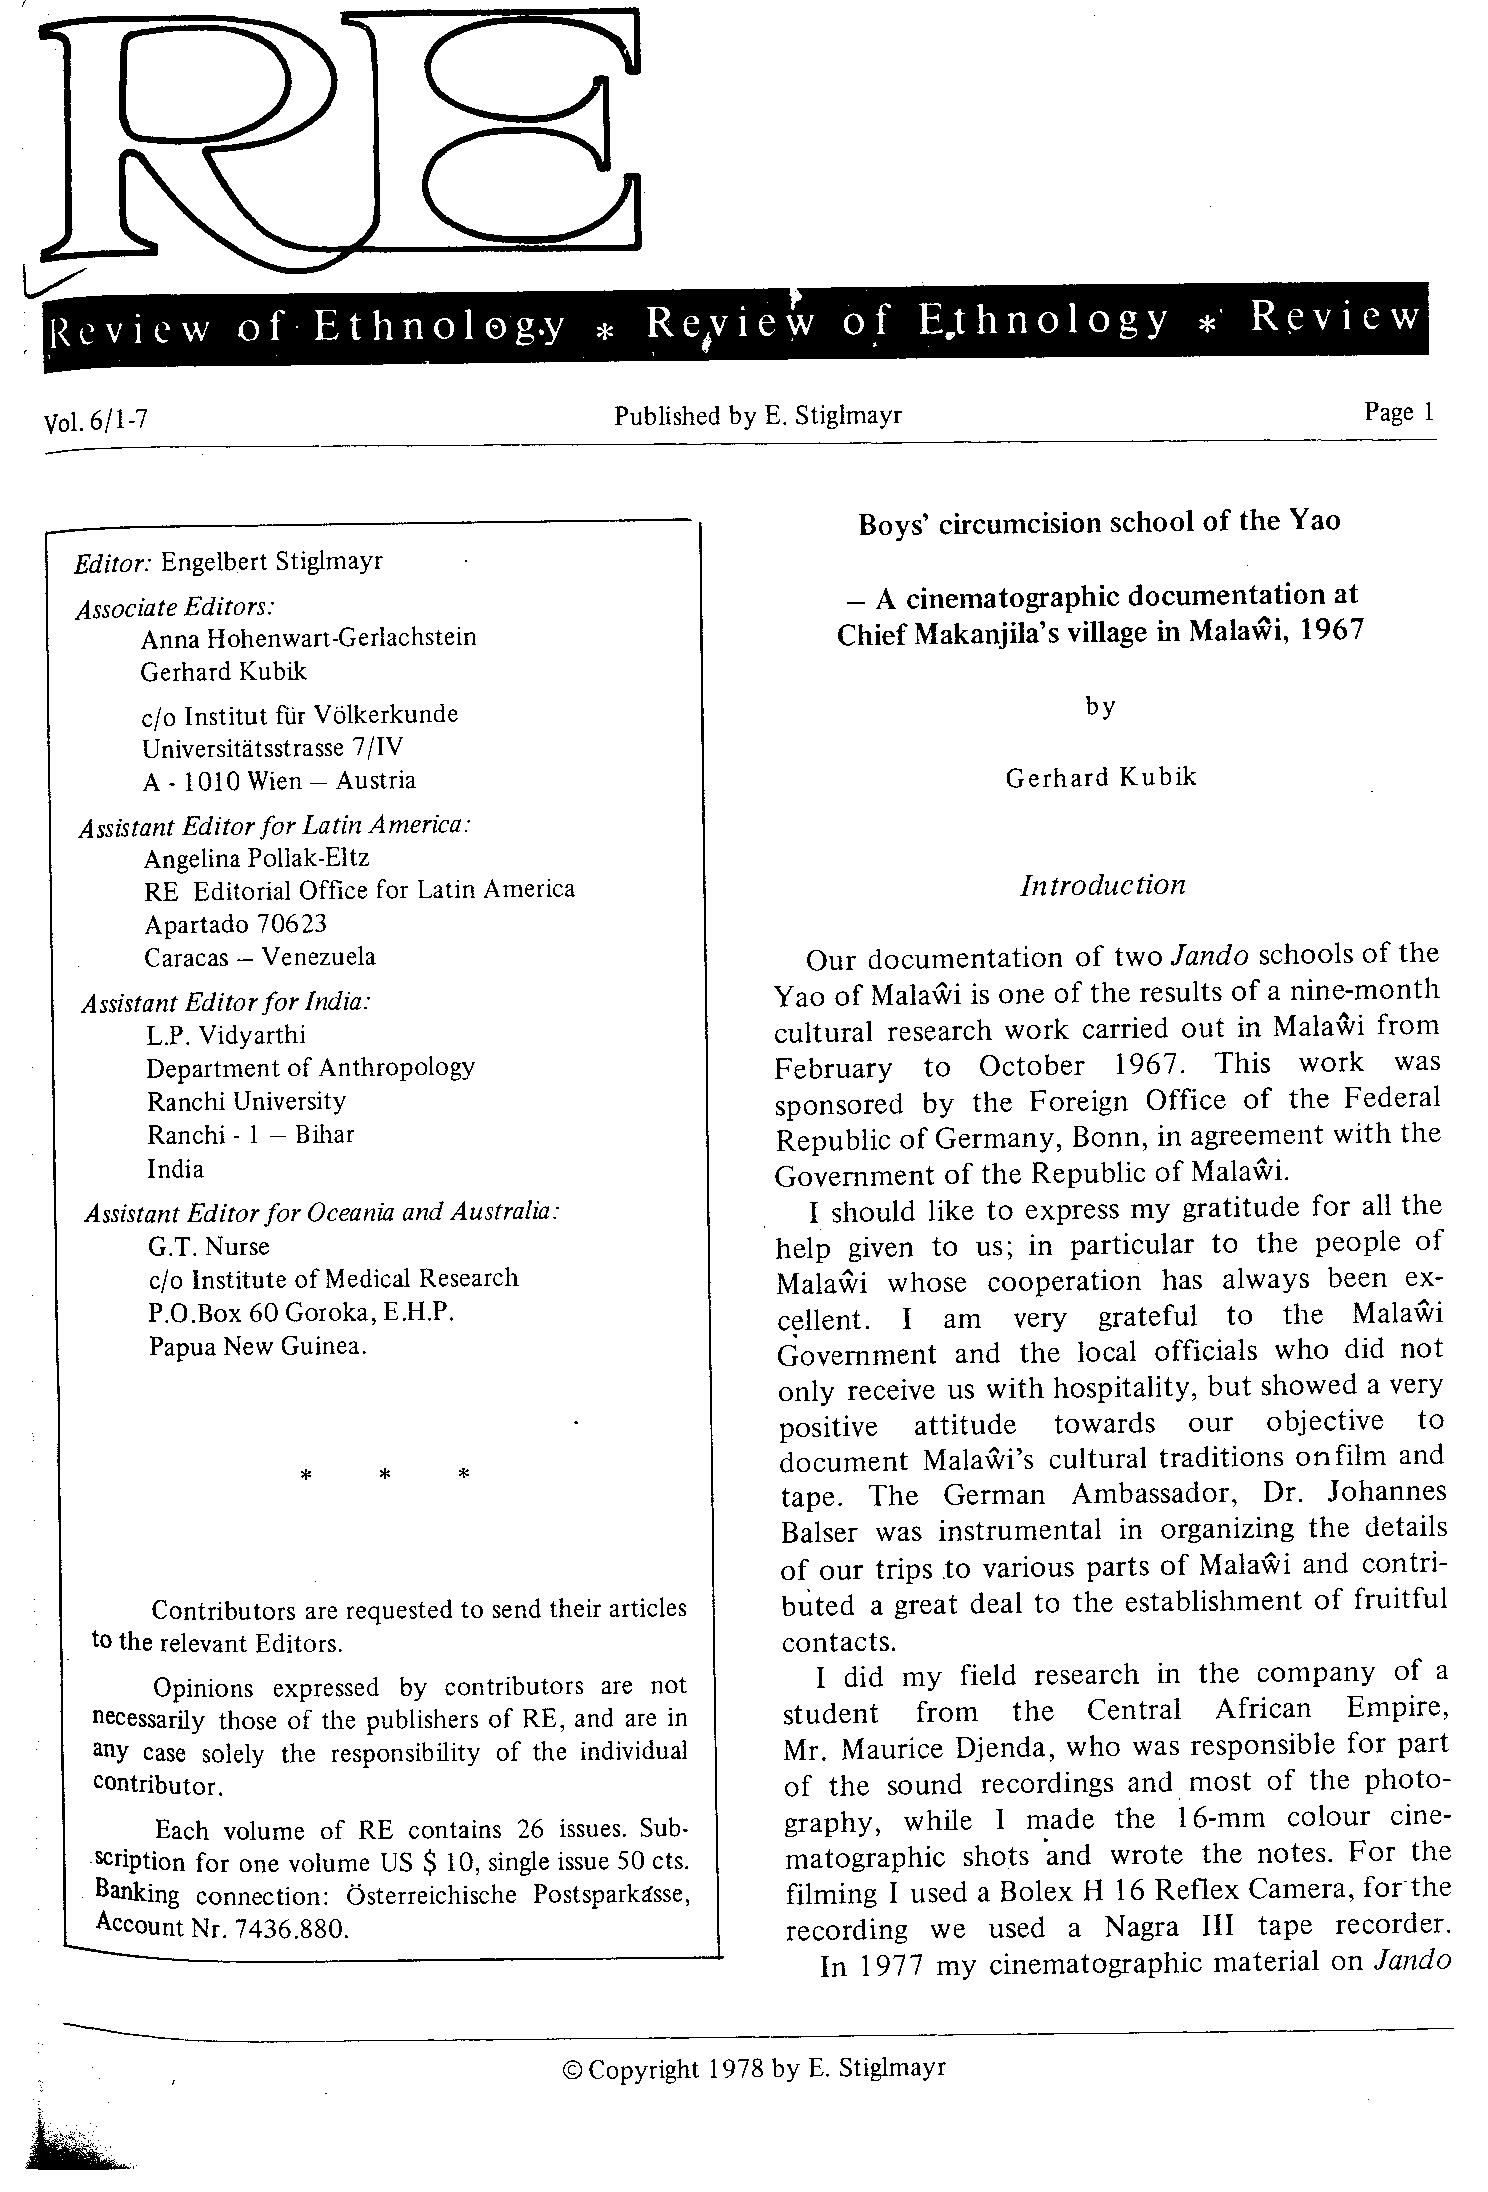 RE
Review of Ethnology * Review of Ethnology * Review
Vol. 6/1-7
Published by E. Stiglmayr
Page 1
Editor: Engelbert Stiglmayr
Associate Editors:
Anna Hohenwart-Gerlachstein
Gerhard Kubik
c/o Institut für Völkerkunde
Universitätsstrasse 7/IV
A - 1010 Wien – Austria
Assistant Editor for Latin America:
Angelina Pollak-Eltz
RE Editorial Office for Latin America
Apartado 70623
Caracas – Venezuela
Assistant Editor for India:
L.P. Vidyarthi
Department of Anthropology
Ranchi University
Ranchi - 1 – Bihar
India
Assistant Editor for Oceania and Australia:
G.T. Nurse
c/o Institute of Medical Research
P.O.Box 60 Goroka, E.H.P.
Papua New Guinea.
* * *
Contributors are requested to send their articles
to the relevant Editors.
Opinions expressed by contributors are not
necessarily those of the publishers of RE, and are in
any case solely the responsibility of the individual
contributor.
Each volume of RE contains 26 issues. Sub-
scription for one volume US $ 10, single issue 50 cts.
Banking connection: Österreichische Postsparkasse,
Account Nr. 7436.880.
Boys' circumcision school of the Yao
– A cinematographic documentation at
Chief Makanjila's village in Malaŵi, 1967
by
Gerhard Kubik
Introduction
Our documentation of two Jando schools of the
Yao of Malaŵi is one of the results of a nine-month
cultural research work carried out in Malaŵi from
February to October 1967. This work was
sponsored by the Foreign Office of the Federal
Republic of Germany, Bonn, in agreement with the
Government of the Republic of Malaŵi.
I should like to express my gratitude for all the
help given to us; in particular to the people of
Malaŵi whose cooperation has always been ex-
cellent. I am very grateful to the Malaŵi
Government and the local officials who did not
only receive us with hospitality, but showed a very
positive attitude towards our objective to
document Malaŵi's cultural traditions on film and
tape. The German Ambassador, Dr. Johannes
Balser was instrumental in organizing the details
of our trips to various parts of Malaŵi and contri-
buted a great deal to the establishment of fruitful
contacts.
I did my field research in the company of a
student from the Central African Empire,
Mr. Maurice Djenda, who was responsible for part
of the sound recordings and most of the photo-
graphy, while I made the 16-mm colour cine-
matographic shots and wrote the notes. For the
filming I used a Bolex H 16 Reflex Camera, for the
recording we used a Nagra III tape recorder.
In 1977 my cinematographic material on Jando
© Copyright 1978 by E. Stiglmayr